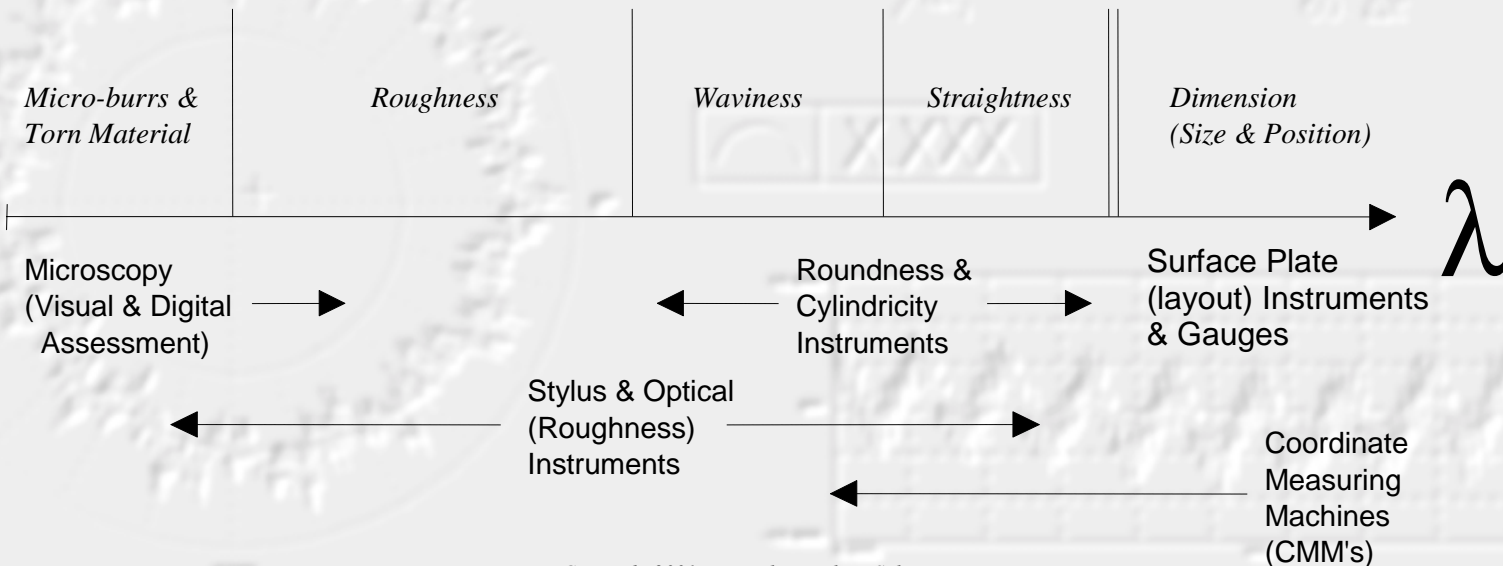 Micro-burrs &
Torn Material
Roughness
Waviness
Straightness
Dimension
(Size & Position)
λ
Microscopy
(Visual & Digital
Assessment)
Roundness &
Cylindricity
Instruments
Surface Plate
(layout) Instruments
& Gauges
Stylus & Optical
(Roughness)
Instruments
Coordinate
Measuring
Machines
(CMM's)
XXXX